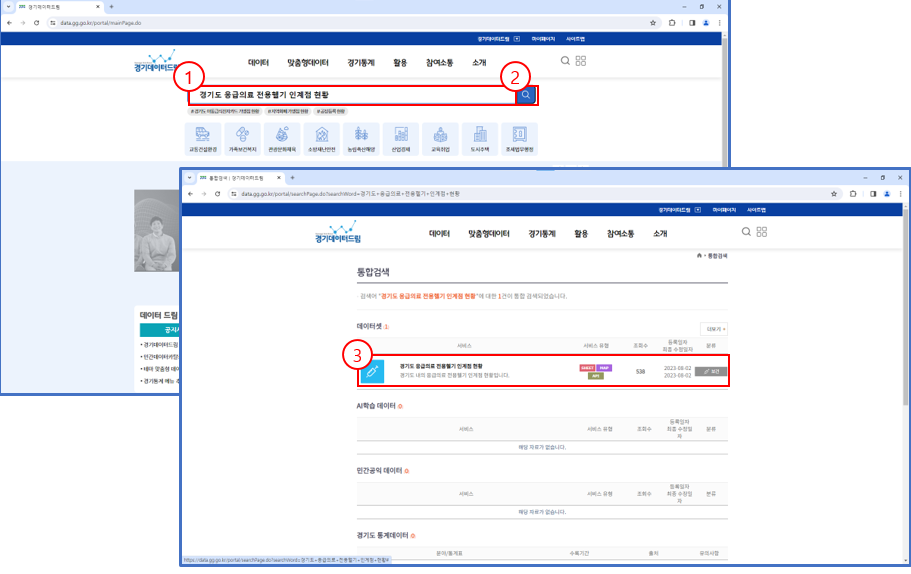 경기데이터드림
data.gg.go.kr/portal/mainPage.do
경기데이터드림 마이페이지 사이트맵
경기데이터드림
데이터 맞춤형데이터 경기통계 활용 참여소통 소개
1
2
경기도 응급의료 전용헬기 인계점 현황
# 지역화폐 가맹점 현황 # 공장등록 현황
교통건설환경 가족보건복지 관광문화체육 소방재난안전 농림축산해양 산업경제 교육취업 도시주택 조세법무행정
데이터 드림
공지사
• 경기데이터드림
• 민간데이터카탈
• 테마 맞춤형 데이
• 경기통계 메뉴 추
통합검색 | 경기데이터드림
data.gg.go.kr/portal/searchPage.do?searchWord=경기도+응급의료+전용헬기+인계점+현황
경기데이터드림 마이페이지 사이트맵
경기데이터드림
데이터 맞춤형데이터 경기통계 활용 참여소통 소개
통합검색
통합검색
검색어 "경기도 응급의료 전용헬기 인계점 현황"에 대한 1건이 통합 검색되었습니다.
데이터셋 1
더보기 +
서비스 서비스 유형 조회수 등록일자 최종 수정일자 분류
3
경기도 응급의료 전용헬기 인계점 현황
경기도 내의 응급의료 전용헬기 인계점 현황입니다.
SHEET MAP
API
538
2023-08-02
2023-08-02
보건
AI학습 데이터 0
서비스 서비스 유형 조회수 등록일자 최종 수정일자 분류
해당 자료가 없습니다.
민간공익 데이터 0
서비스 서비스 유형 조회수 등록일자 최종 수정일자 분류
해당 자료가 없습니다.
경기도 통계데이터 0
분야/통계표 수록기간 출처 유의사항
https://data.gg.go.kr/portal/searchPage.do?searchWord=경기도+응급의료+전용헬기+인계점+현황#